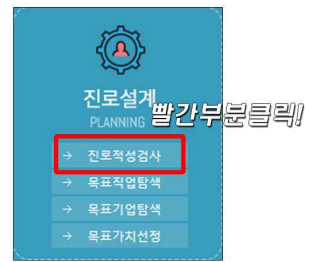 진로설계
PLANNING
빨간부분클릭!
→ 진로적성검사
→ 목표직업탐색
→ 목표기업탐색
→ 목표가치선정